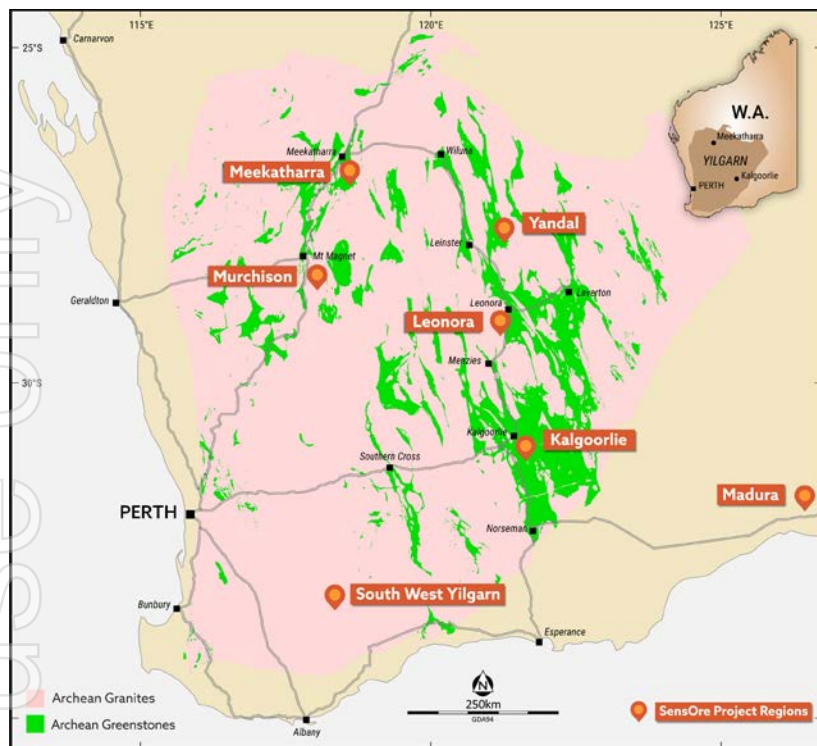 115°E
120°E
125°E
25°S
Carnarvon
W.A.
Meekatharra
YILGARN
Kalgoorlie
PERTH
Meekatharra
Wiluna
Meekatharra
Yandal
Leinster
Mt Magnet
Murchison
Laverton
Geraldton
Leonora
Leonora
Menzies
30°S
Kalgoorlie
Kalgoorlie
Southern Cross
Madura
PERTH
Norseman
South West Yilgarn
Bunbury
Esperance
Archean Granites
N
250km
GDA94
SensOre Project Regions
Archean Greenstones
Albany